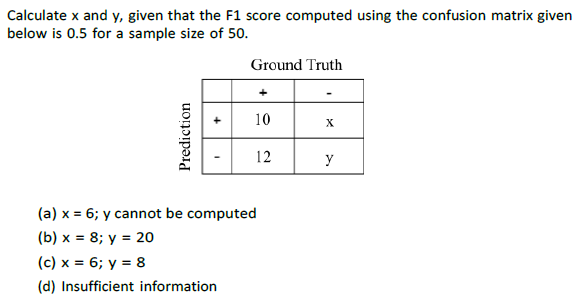 Calculate x and y, given that the F1 score computed using the confusion matrix given
below is 0.5 for a sample size of 50.
Ground Truth
+ -
Prediction
+ 10 x
- 12 y
(a) x = 6; y cannot be computed
(b) x = 8; y = 20
(c) x = 6; y = 8
(d) Insufficient information